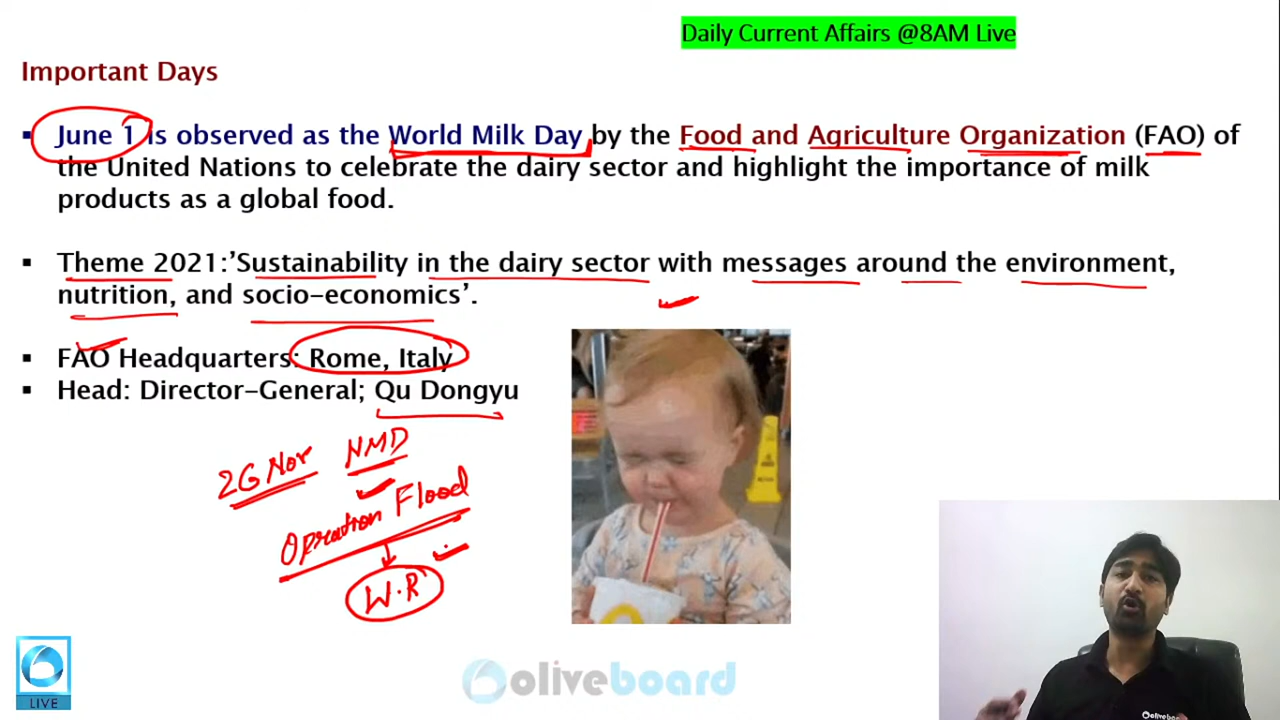 Daily Current Affairs @8AM Live
Important Days
▪ June 1 is observed as the World Milk Day by the Food and Agriculture Organization (FAO) of
the United Nations to celebrate the dairy sector and highlight the importance of milk
products as a global food.
▪ Theme 2021:’Sustainability in the dairy sector with messages around the environment,
nutrition, and socio-economics’.
▪ FAO Headquarters: Rome, Italy
▪ Head: Director-General; Qu Dongyu
2G Nov NMD
Opreation Flood
W.R
LIVE
oliveboard
oliveboard